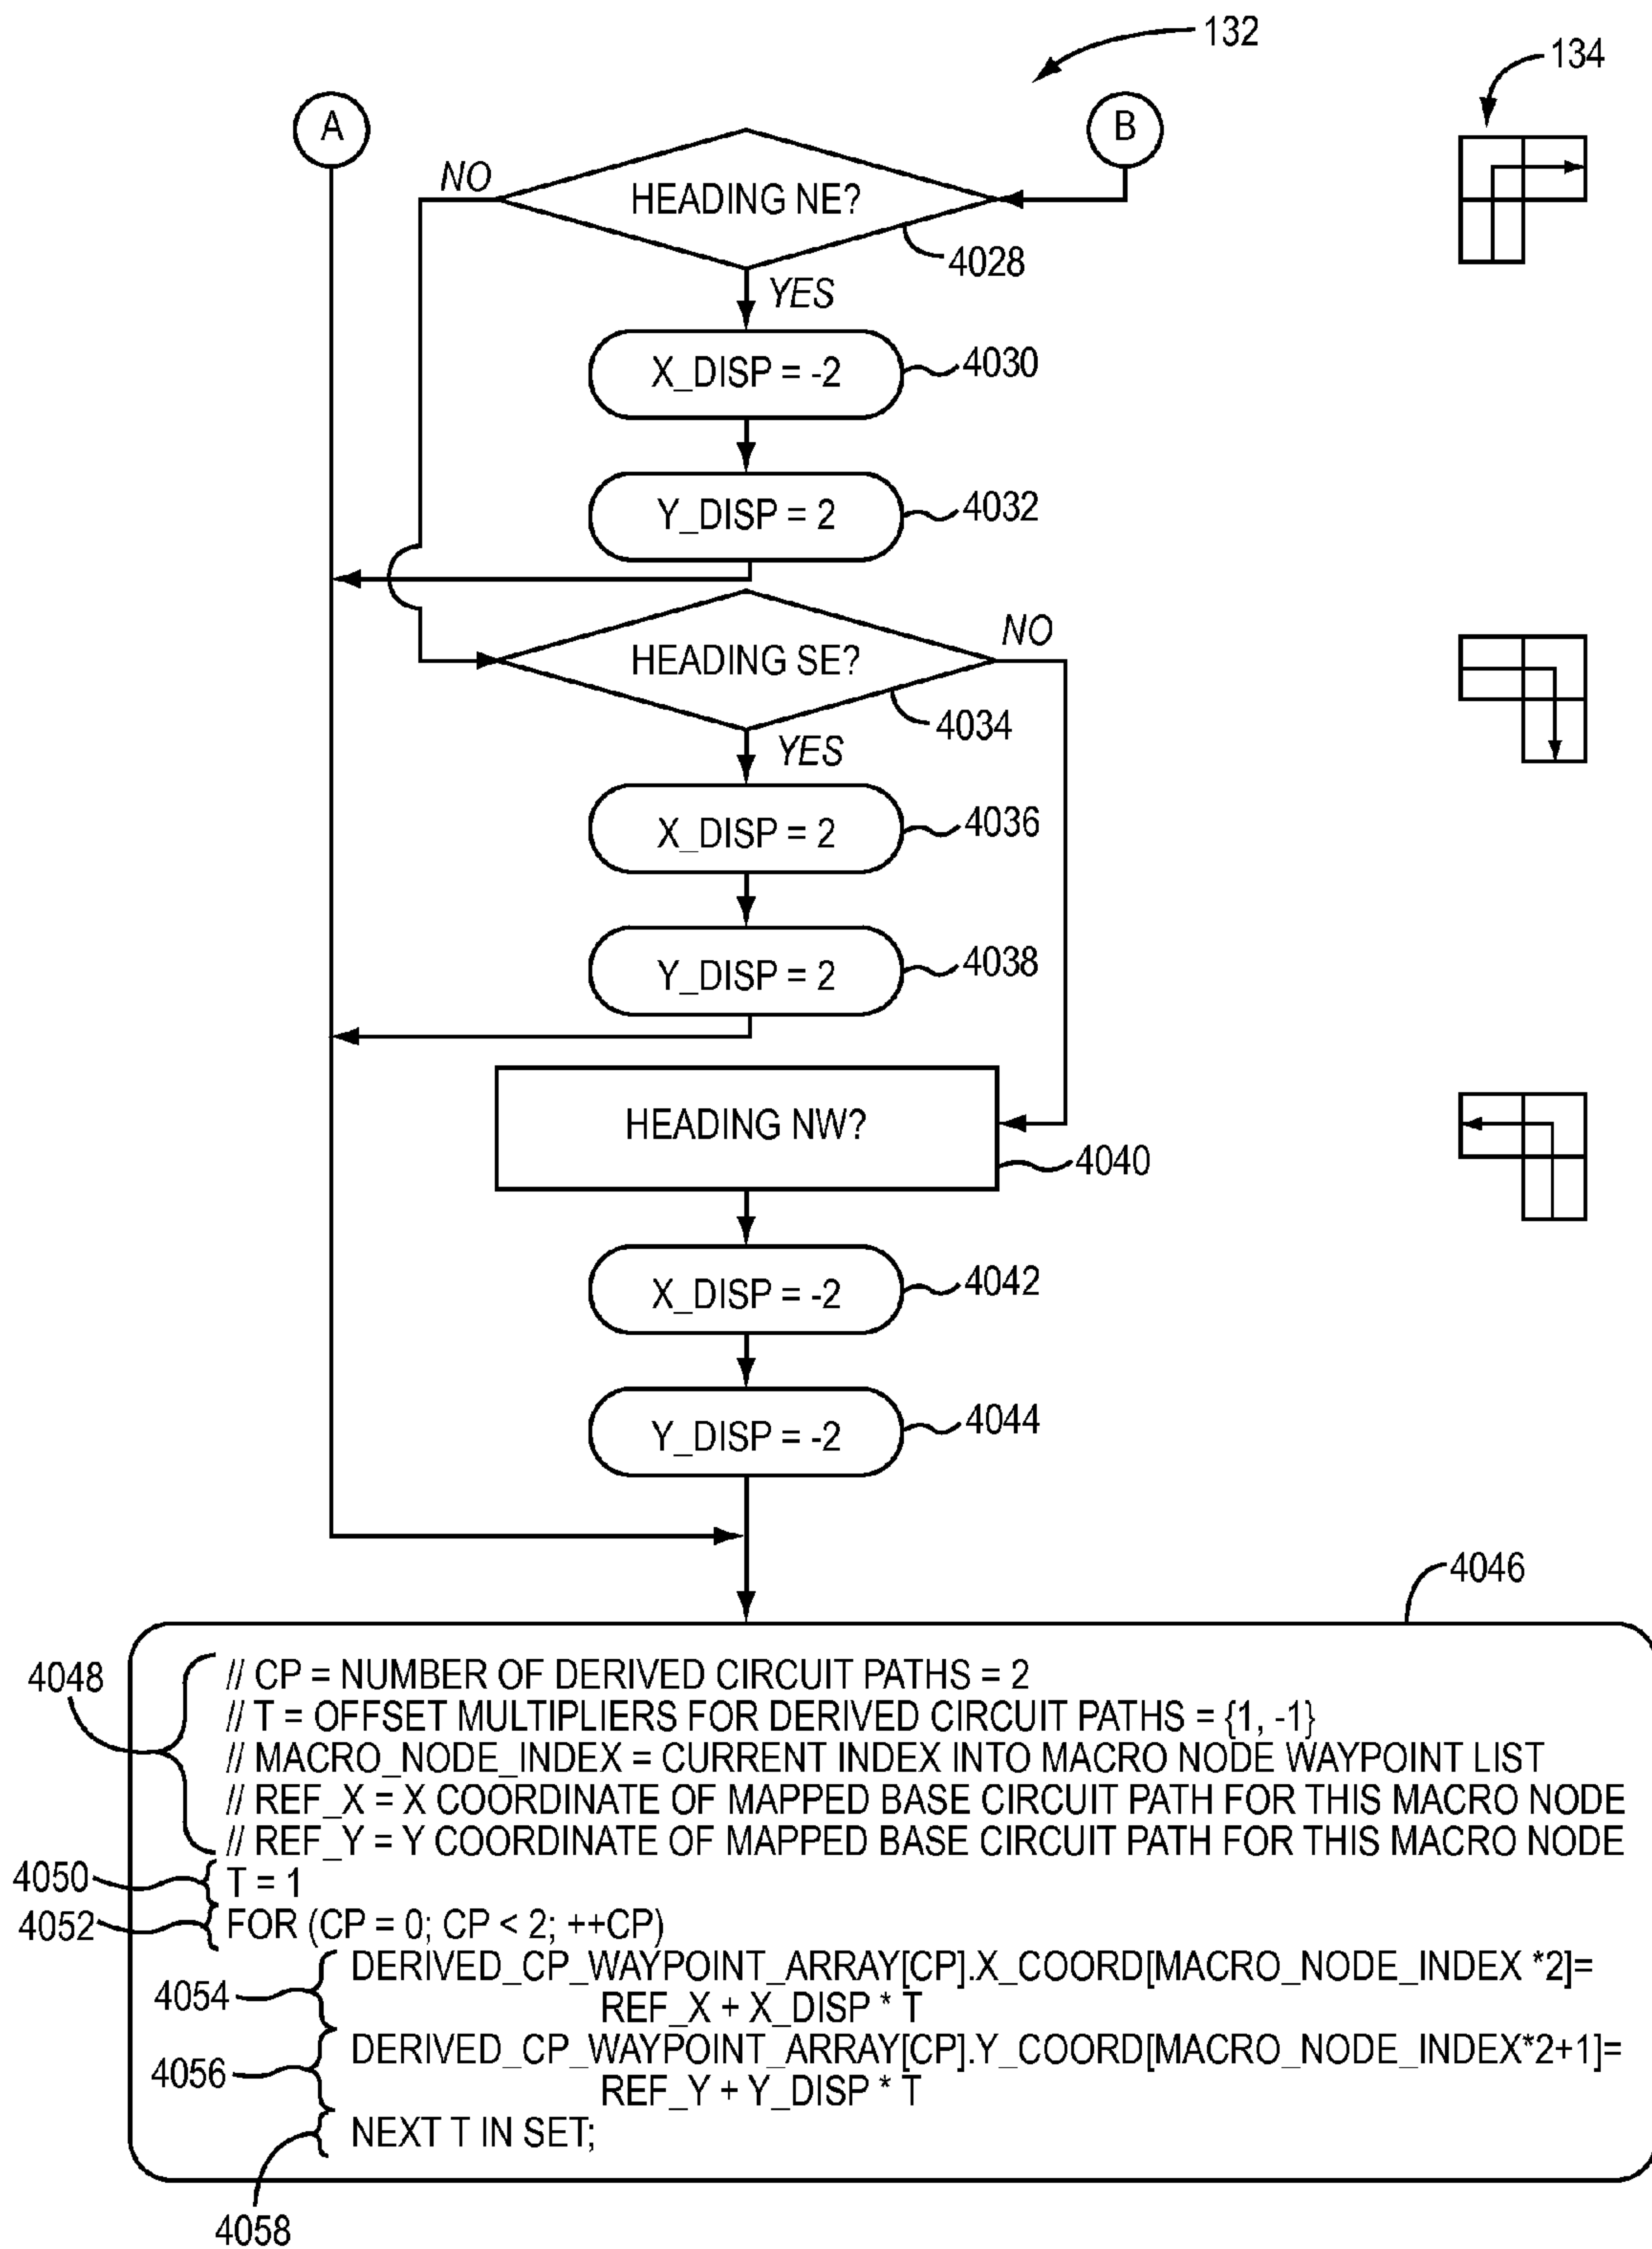 132
134
A
B
NO
HEADING NE?
4028
YES
X_DISP = -2
4030
Y_DISP = 2
4032
NO
HEADING SE?
4034
YES
X_DISP = 2
4036
Y_DISP = 2
4038
HEADING NW?
4040
X_DISP = -2
4042
Y_DISP = -2
4044
4046
4048
// CP = NUMBER OF DERIVED CIRCUIT PATHS = 2
// T = OFFSET MULTIPLIERS FOR DERIVED CIRCUIT PATHS = {1, -1}
// MACRO_NODE_INDEX = CURRENT INDEX INTO MACRO NODE WAYPOINT LIST
// REF_X = X COORDINATE OF MAPPED BASE CIRCUIT PATH FOR THIS MACRO NODE
// REF_Y = Y COORDINATE OF MAPPED BASE CIRCUIT PATH FOR THIS MACRO NODE
4050
T = 1
4052
FOR (CP = 0; CP < 2; ++CP)
4054
DERIVED_CP_WAYPOINT_ARRAY[CP].X_COORD[MACRO_NODE_INDEX *2]=
REF_X + X_DISP * T
4056
DERIVED_CP_WAYPOINT_ARRAY[CP].Y_COORD[MACRO_NODE_INDEX*2+1]=
REF_Y + Y_DISP * T
4058
NEXT T IN SET;